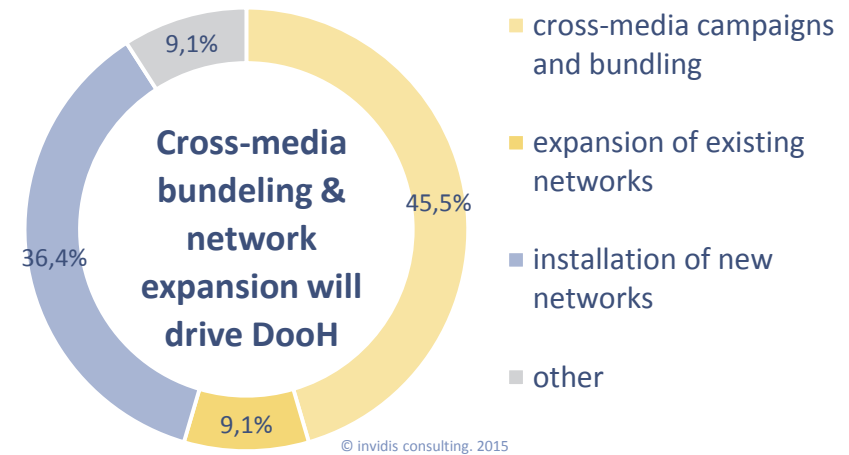 9,1%
45,5%
36,4%
9,1%
Cross-media
bundeling &
network
expansion will
drive DooH
cross-media campaigns
and bundling
expansion of existing
networks
installation of new
networks
other
© invidis consulting. 2015